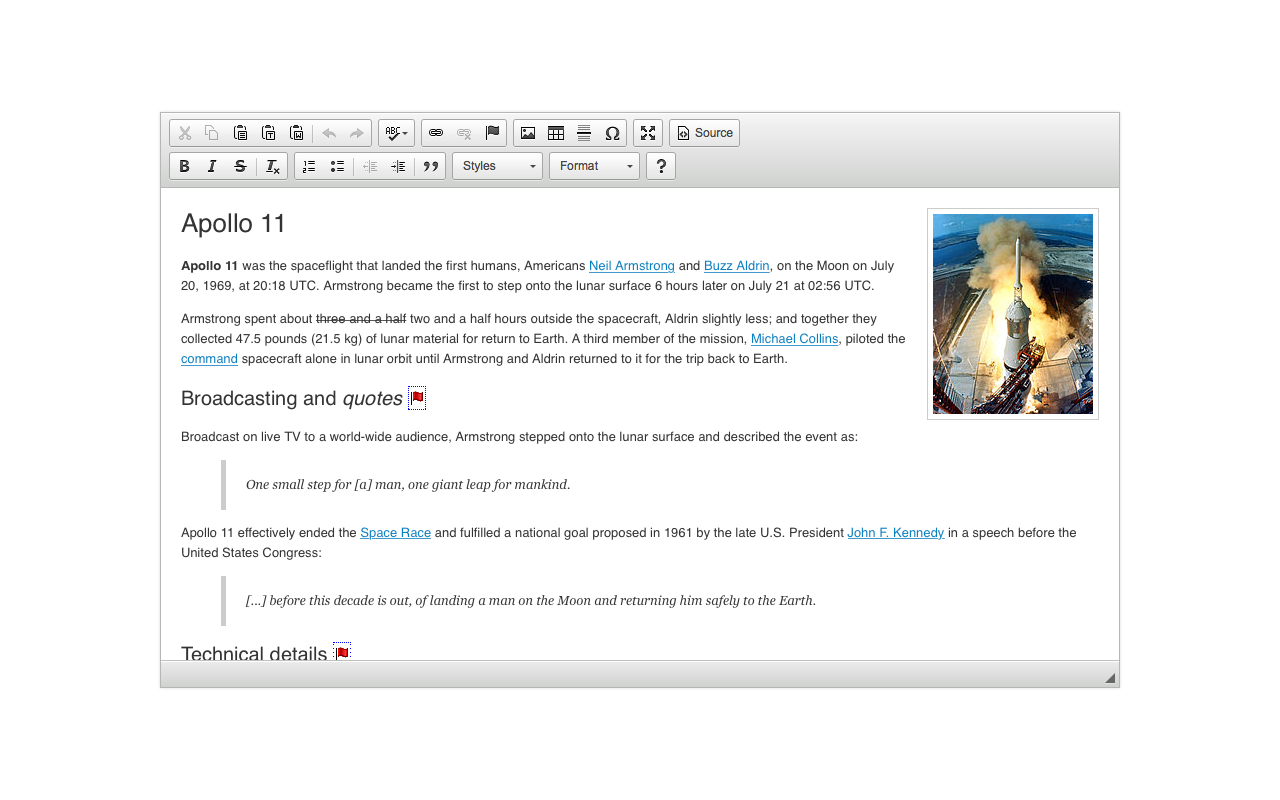 ABC Source
B I S Tx Styles Format ?
Apollo 11
Apollo 11 was the spaceflight that landed the first humans, Americans Neil Armstrong and Buzz Aldrin, on the Moon on July
20, 1969, at 20:18 UTC. Armstrong became the first to step onto the lunar surface 6 hours later on July 21 at 02:56 UTC.
Armstrong spent about three and a half two and a half hours outside the spacecraft, Aldrin slightly less; and together they
collected 47.5 pounds (21.5 kg) of lunar material for return to Earth. A third member of the mission, Michael Collins, piloted the
command spacecraft alone in lunar orbit until Armstrong and Aldrin returned to it for the trip back to Earth.
Broadcasting and quotes
Broadcast on live TV to a world-wide audience, Armstrong stepped onto the lunar surface and described the event as:
One small step for [a] man, one giant leap for mankind.
Apollo 11 effectively ended the Space Race and fulfilled a national goal proposed in 1961 by the late U.S. President John F. Kennedy in a speech before the
United States Congress:
[...] before this decade is out, of landing a man on the Moon and returning him safely to the Earth.
Technical details